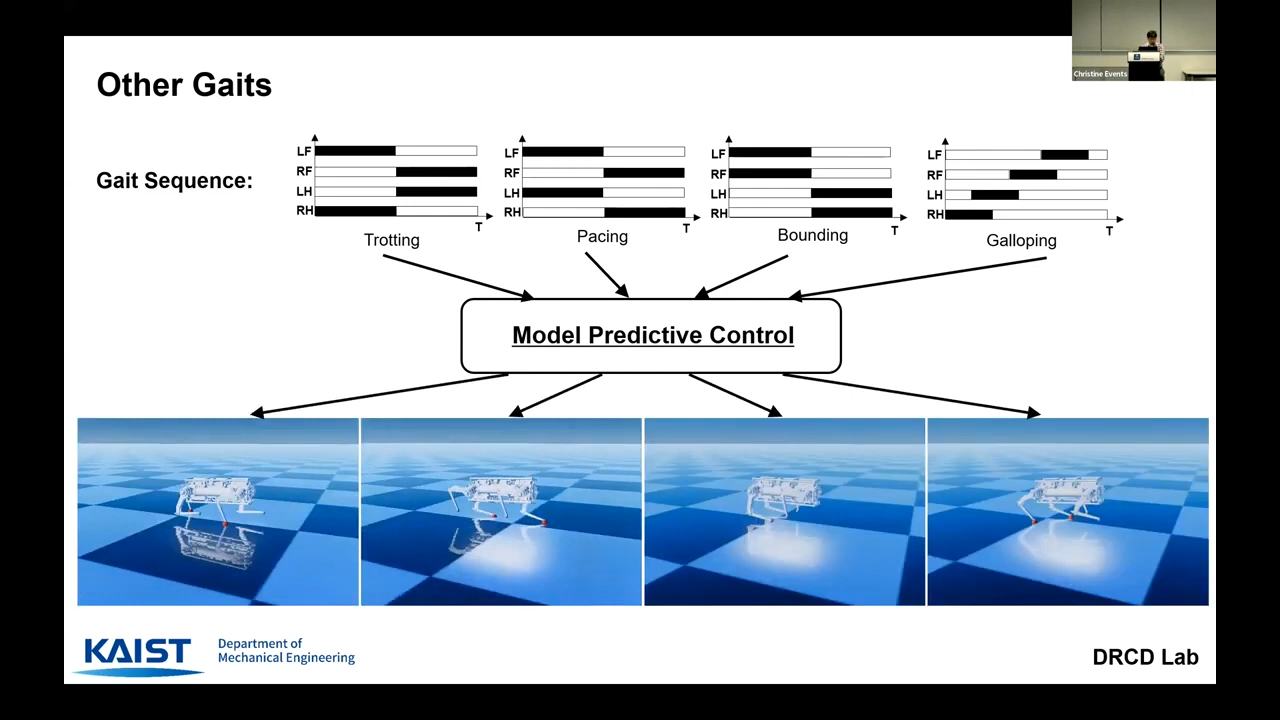 Christine Events
Other Gaits
Gait Sequence:
LF
RF
LH
RH
T
Trotting
LF
RF
LH
RH
T
Pacing
LF
RF
LH
RH
T
Bounding
LF
RF
LH
RH
T
Galloping
Model Predictive Control
KAIST
Department of
Mechanical Engineering
DRCD Lab